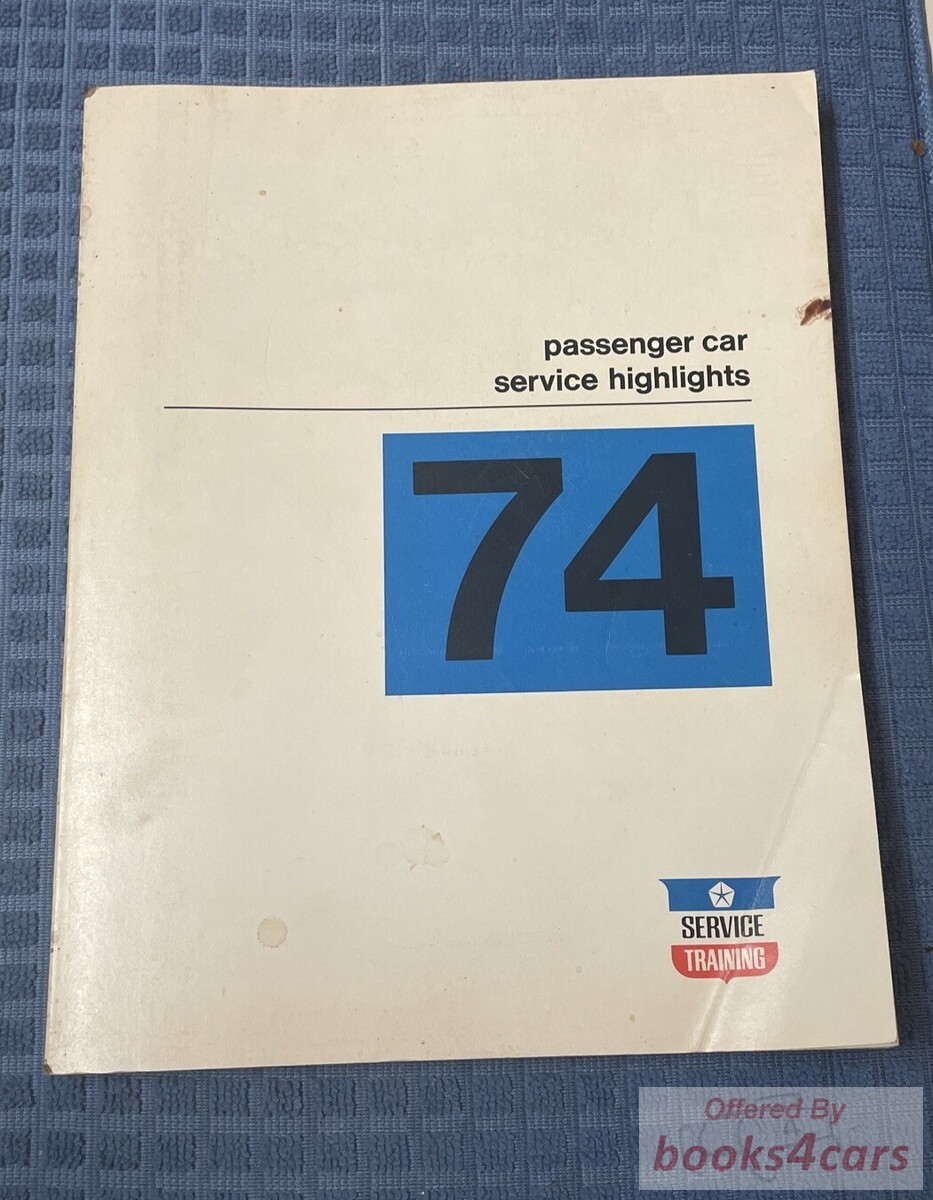 passenger car
service highlights
74
SERVICE
TRAINING
Offered By
books4cars